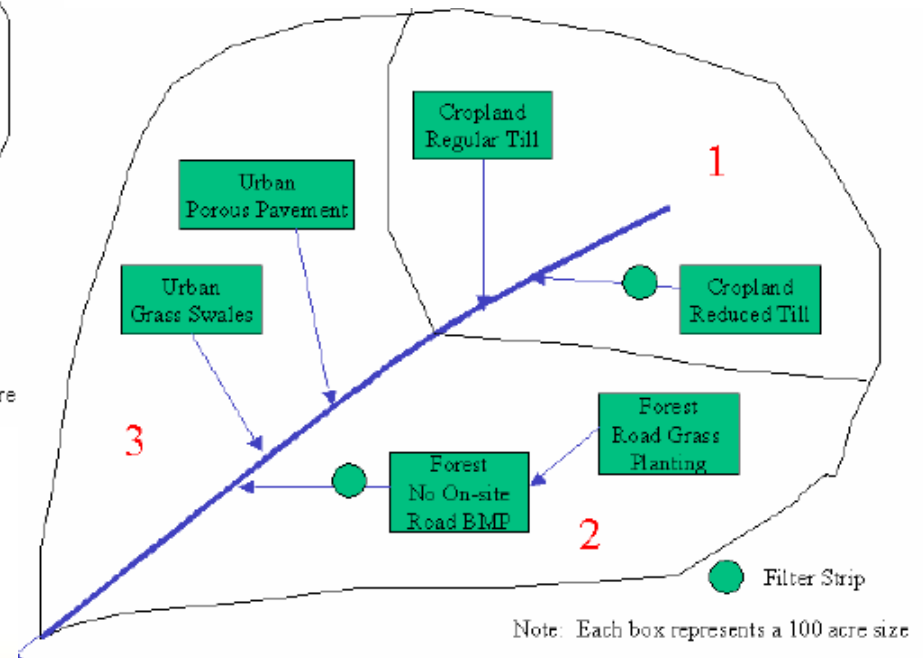 Cropland
Regular Till
1
Urban
Porous Pavement
Urban
Grass Swales
Cropland
Reduced Till
re
3
Forest
Road Grass
Planting
Forest
No On-site
Road BMP
2
Filter Strip
Note: Each box represents a 100 acre size